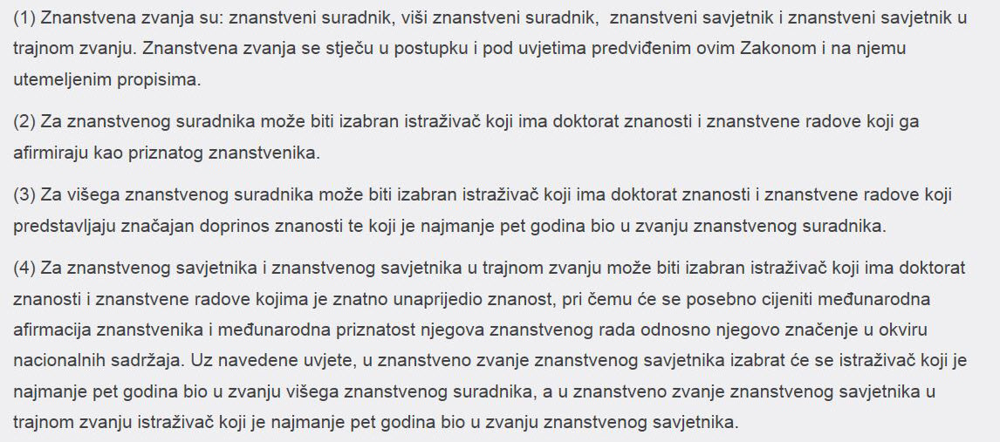 (1) Znanstvena zvanja su: znanstveni suradnik, viši znanstveni suradnik,  znanstveni savjetnik i znanstveni savjetnik u
trajnom zvanju. Znanstvena zvanja se stječu u postupku i pod uvjetima predviđenim ovim Zakonom i na njemu
utemeljenim propisima.
(2) Za znanstvenog suradnika može biti izabran istraživač koji ima doktorat znanosti i znanstvene radove koji ga
afirmiraju kao priznatog znanstvenika.
(3) Za višega znanstvenog suradnika može biti izabran istraživač koji ima doktorat znanosti i znanstvene radove koji
predstavljaju značajan doprinos znanosti te koji je najmanje pet godina bio u zvanju znanstvenog suradnika.
(4) Za znanstvenog savjetnika i znanstvenog savjetnika u trajnom zvanju može biti izabran istraživač koji ima doktorat
znanosti i znanstvene radove kojima je znatno unaprijedio znanost, pri čemu će se posebno cijeniti međunarodna
afirmacija znanstvenika i međunarodna priznatost njegova znanstvenog rada odnosno njegovo značenje u okviru
nacionalnih sadržaja. Uz navedene uvjete, u znanstveno zvanje znanstvenog savjetnika izabrat će se istraživač koji je
najmanje pet godina bio u zvanju višega znanstvenog suradnika, a u znanstveno zvanje znanstvenog savjetnika u
trajnom zvanju istraživač koji je najmanje pet godina bio u zvanju znanstvenog savjetnika.